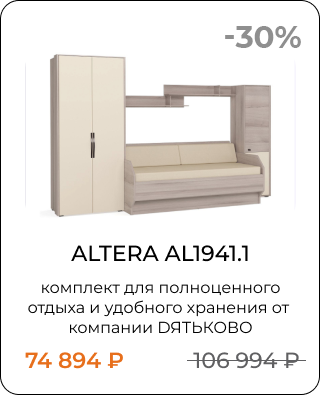 -30%
ALTERA AL1941.1
комплект для полноценного
отдыха и удобного хранения от
компании DЯТЬКОВО
74 894 ₽ 106 994 ₽